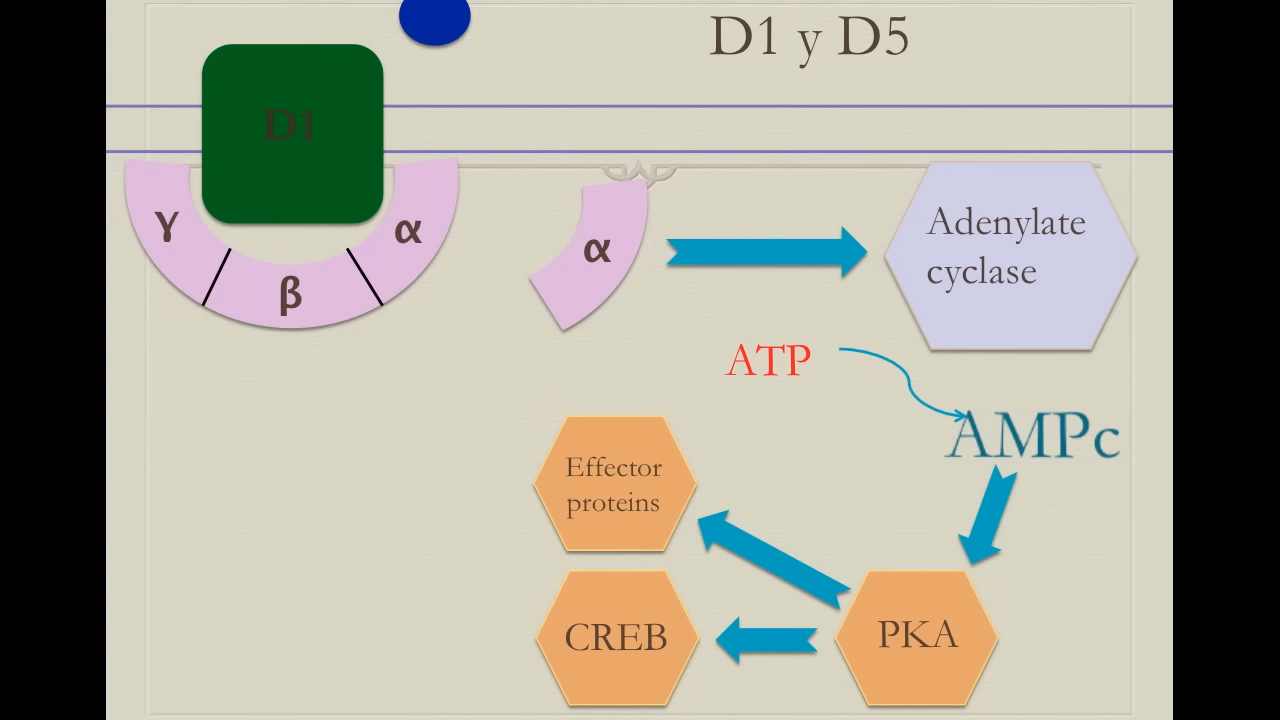 D1 y D5
D1
γ
β
α
α
Adenylate
cyclase
ATP
AMPc
Effector
proteins
CREB
PKA